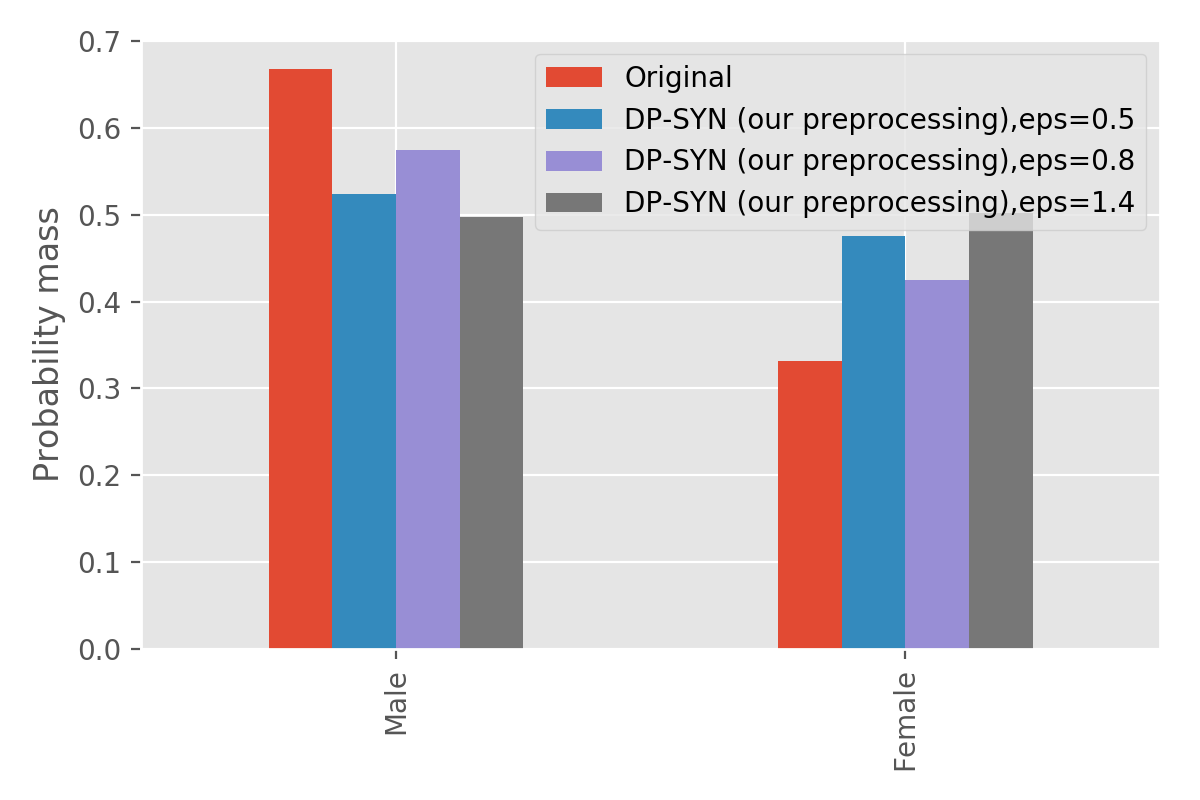 0.7
0.6
0.5
0.4
0.3
0.2
0.1
0.0
Probability mass
Original
DP-SYN (our preprocessing),eps=0.5
DP-SYN (our preprocessing),eps=0.8
DP-SYN (our preprocessing),eps=1.4
Male
Female